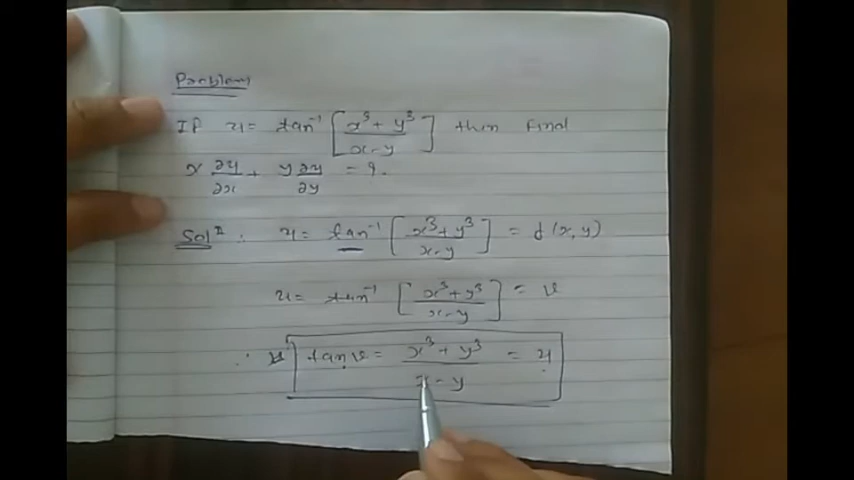 Problem
If u = tan⁻¹ [x³ + y³ / x-y] then find
x ∂u/∂x + y ∂u/∂y = ?.
Solⁿ : u = tan⁻¹ [x³ + y³ / x-y] = f(x, y)
u = tan⁻¹ [x³ + y³ / x-y] = v
∴ tan v = x³ + y³ / x - y = u